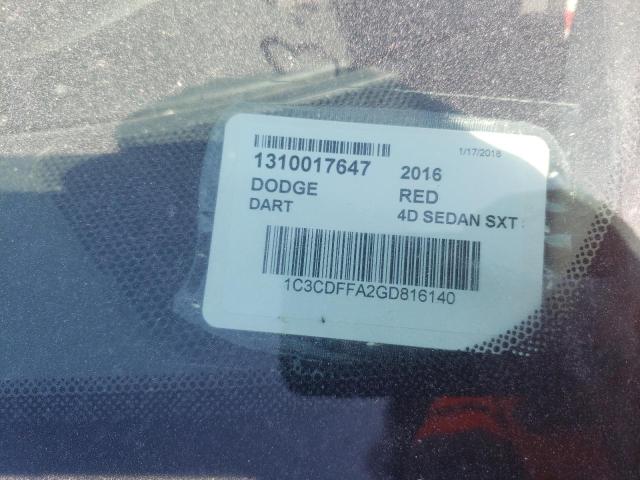 1/17/2018
1310017647 2016
DODGE RED
DART 4D SEDAN SXT
1C3CDFFA2GD816140